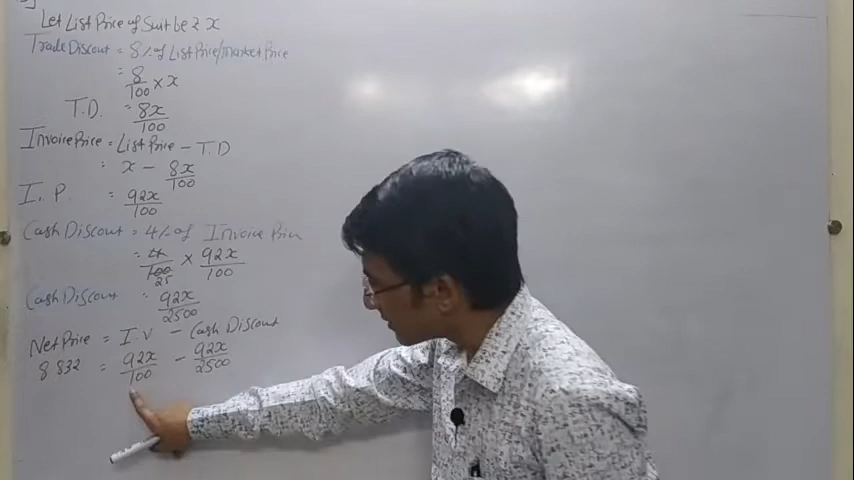 Let List Price of Suit be ₹ x
Trade Discount = 8% of List Price/Market Price
= 8/100 × x
T.D. = 8x/100
Invoice Price = List Price - T.D
= x - 8x/100
I. P = 92x/100
Cash Discount = 4% of Invoice Price
= 4/100 25 × 92x/100
Cash Discount = 92x/2500
Net Price = I.V - Cash Discount
8832 = 92x/100 - 92x/2500